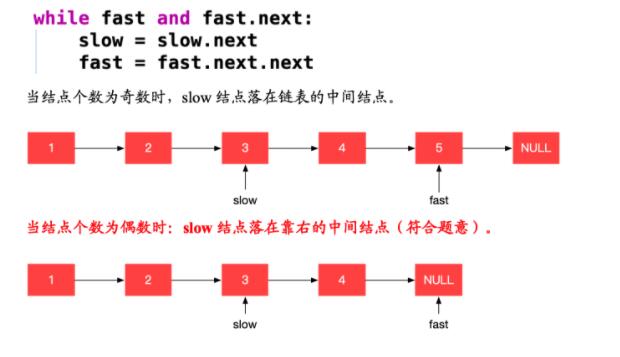 while fast and fast.next:
slow = slow.next
fast = fast.next.next
当结点个数为奇数时，slow 结点落在链表的中间结点。
1 2 3 4 5 NULL
slow fast
当结点个数为偶数时：slow 结点落在靠右的中间结点（符合题意）。
1 2 3 4 NULL
slow fast